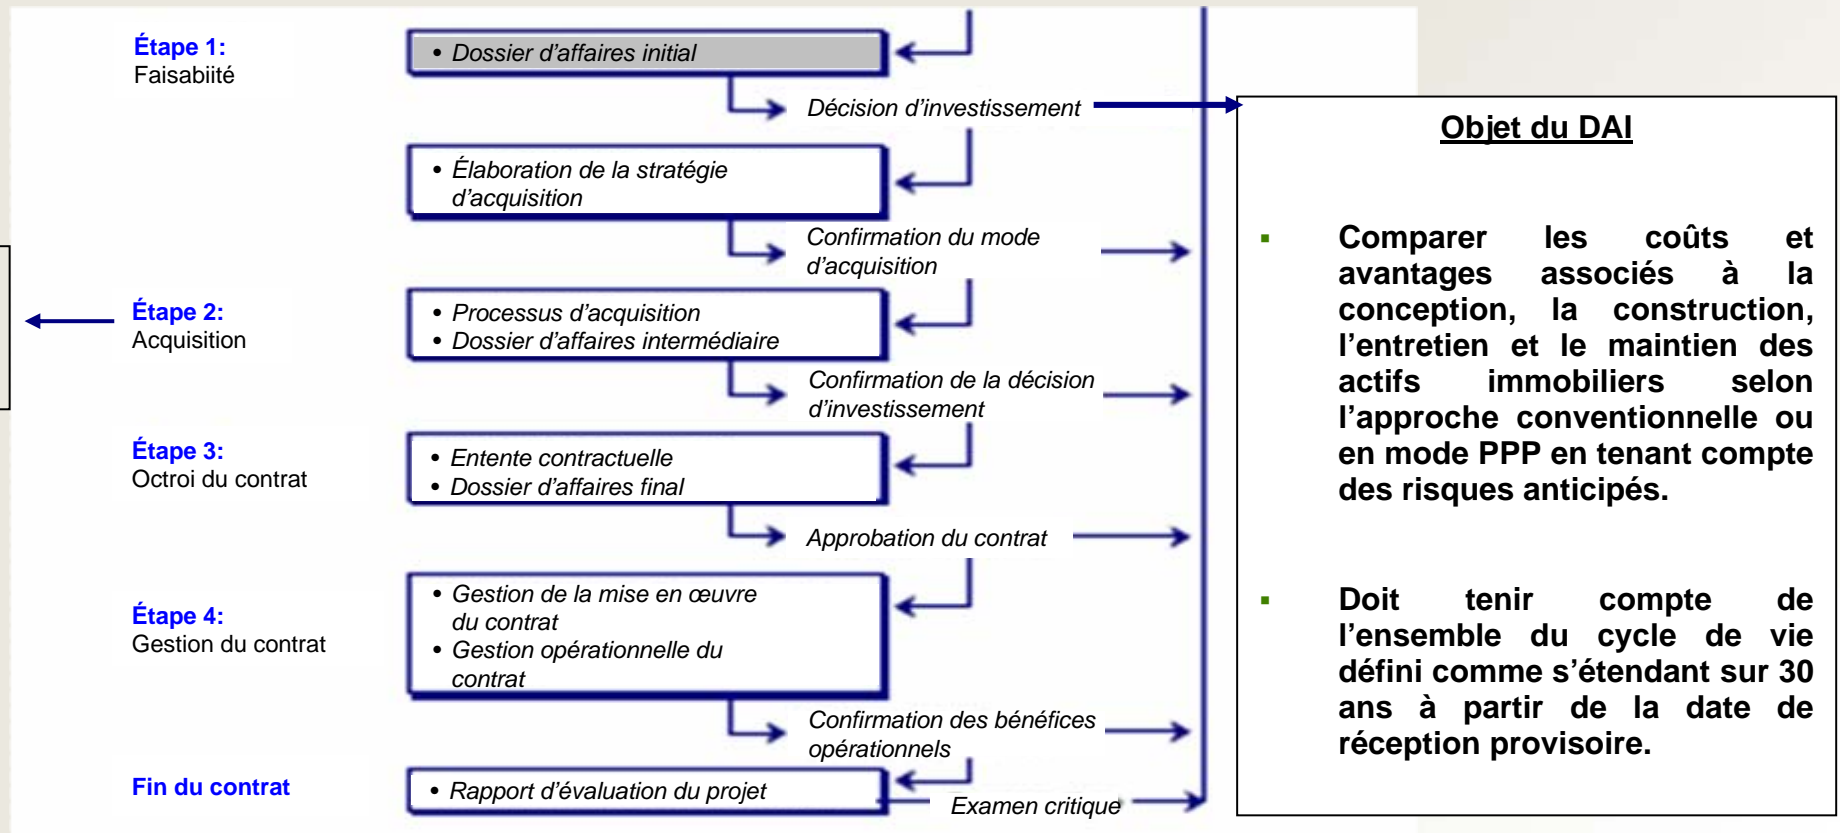 Étape 1:
Faisabiité
• Dossier d'affaires initial
Décision d'investissement
• Élaboration de la stratégie
d'acquisition
Confirmation du mode
d'acquisition
Étape 2:
Acquisition
• Processus d'acquisition
• Dossier d'affaires intermédiaire
Confirmation de la décision
d'investissement
Étape 3:
Octroi du contrat
• Entente contractuelle
• Dossier d'affaires final
Approbation du contrat
Étape 4:
Gestion du contrat
• Gestion de la mise en œuvre
du contrat
• Gestion opérationnelle du
contrat
Confirmation des bénéfices
opérationnels
Fin du contrat
• Rapport d'évaluation du projet
Examen critique
Objet du DAI
▪ Comparer les coûts et
avantages associés à la
conception, la construction,
l'entretien et le maintien des
actifs immobiliers selon
l'approche conventionnelle ou
en mode PPP en tenant compte
des risques anticipés.
▪ Doit tenir compte de
l'ensemble du cycle de vie
défini comme s'étendant sur 30
ans à partir de la date de
réception provisoire.